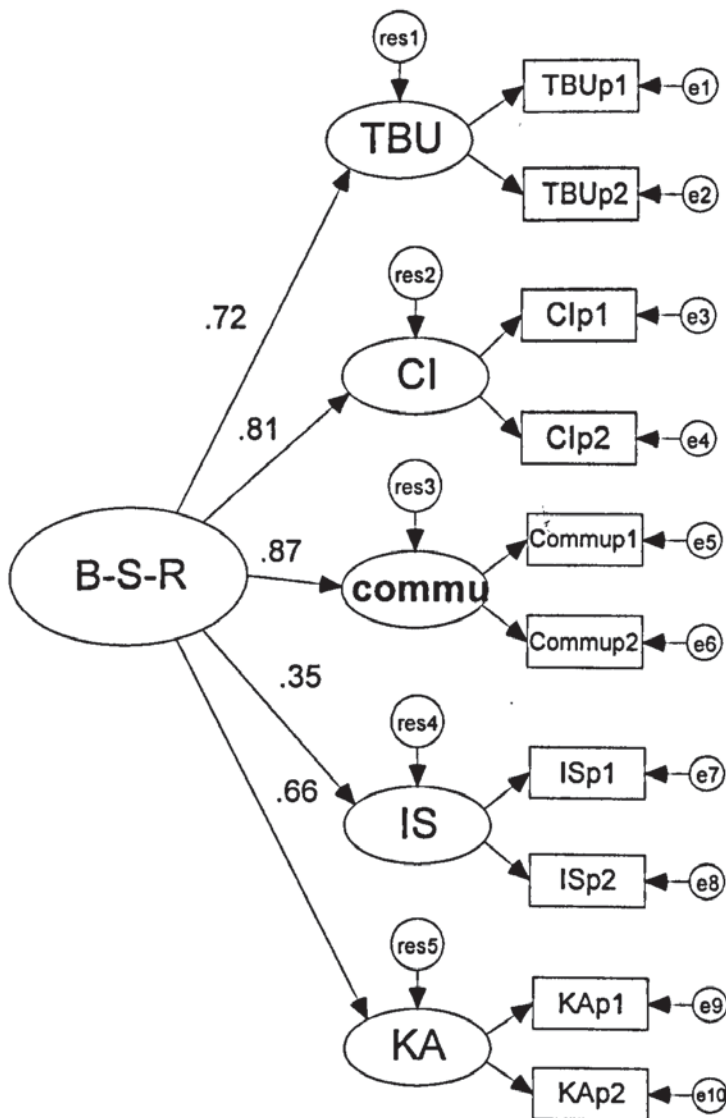 res1
TBU
TBUp1
e1
TBUp2
e2
.72
res2
CI
CIp1
e3
CIp2
e4
.81
B-S-R
.87
res3
commu
Commup1
e5
Commup2
e6
.35
res4
IS
ISp1
e7
ISp2
e8
.66
res5
KA
KAp1
e9
KAp2
e10